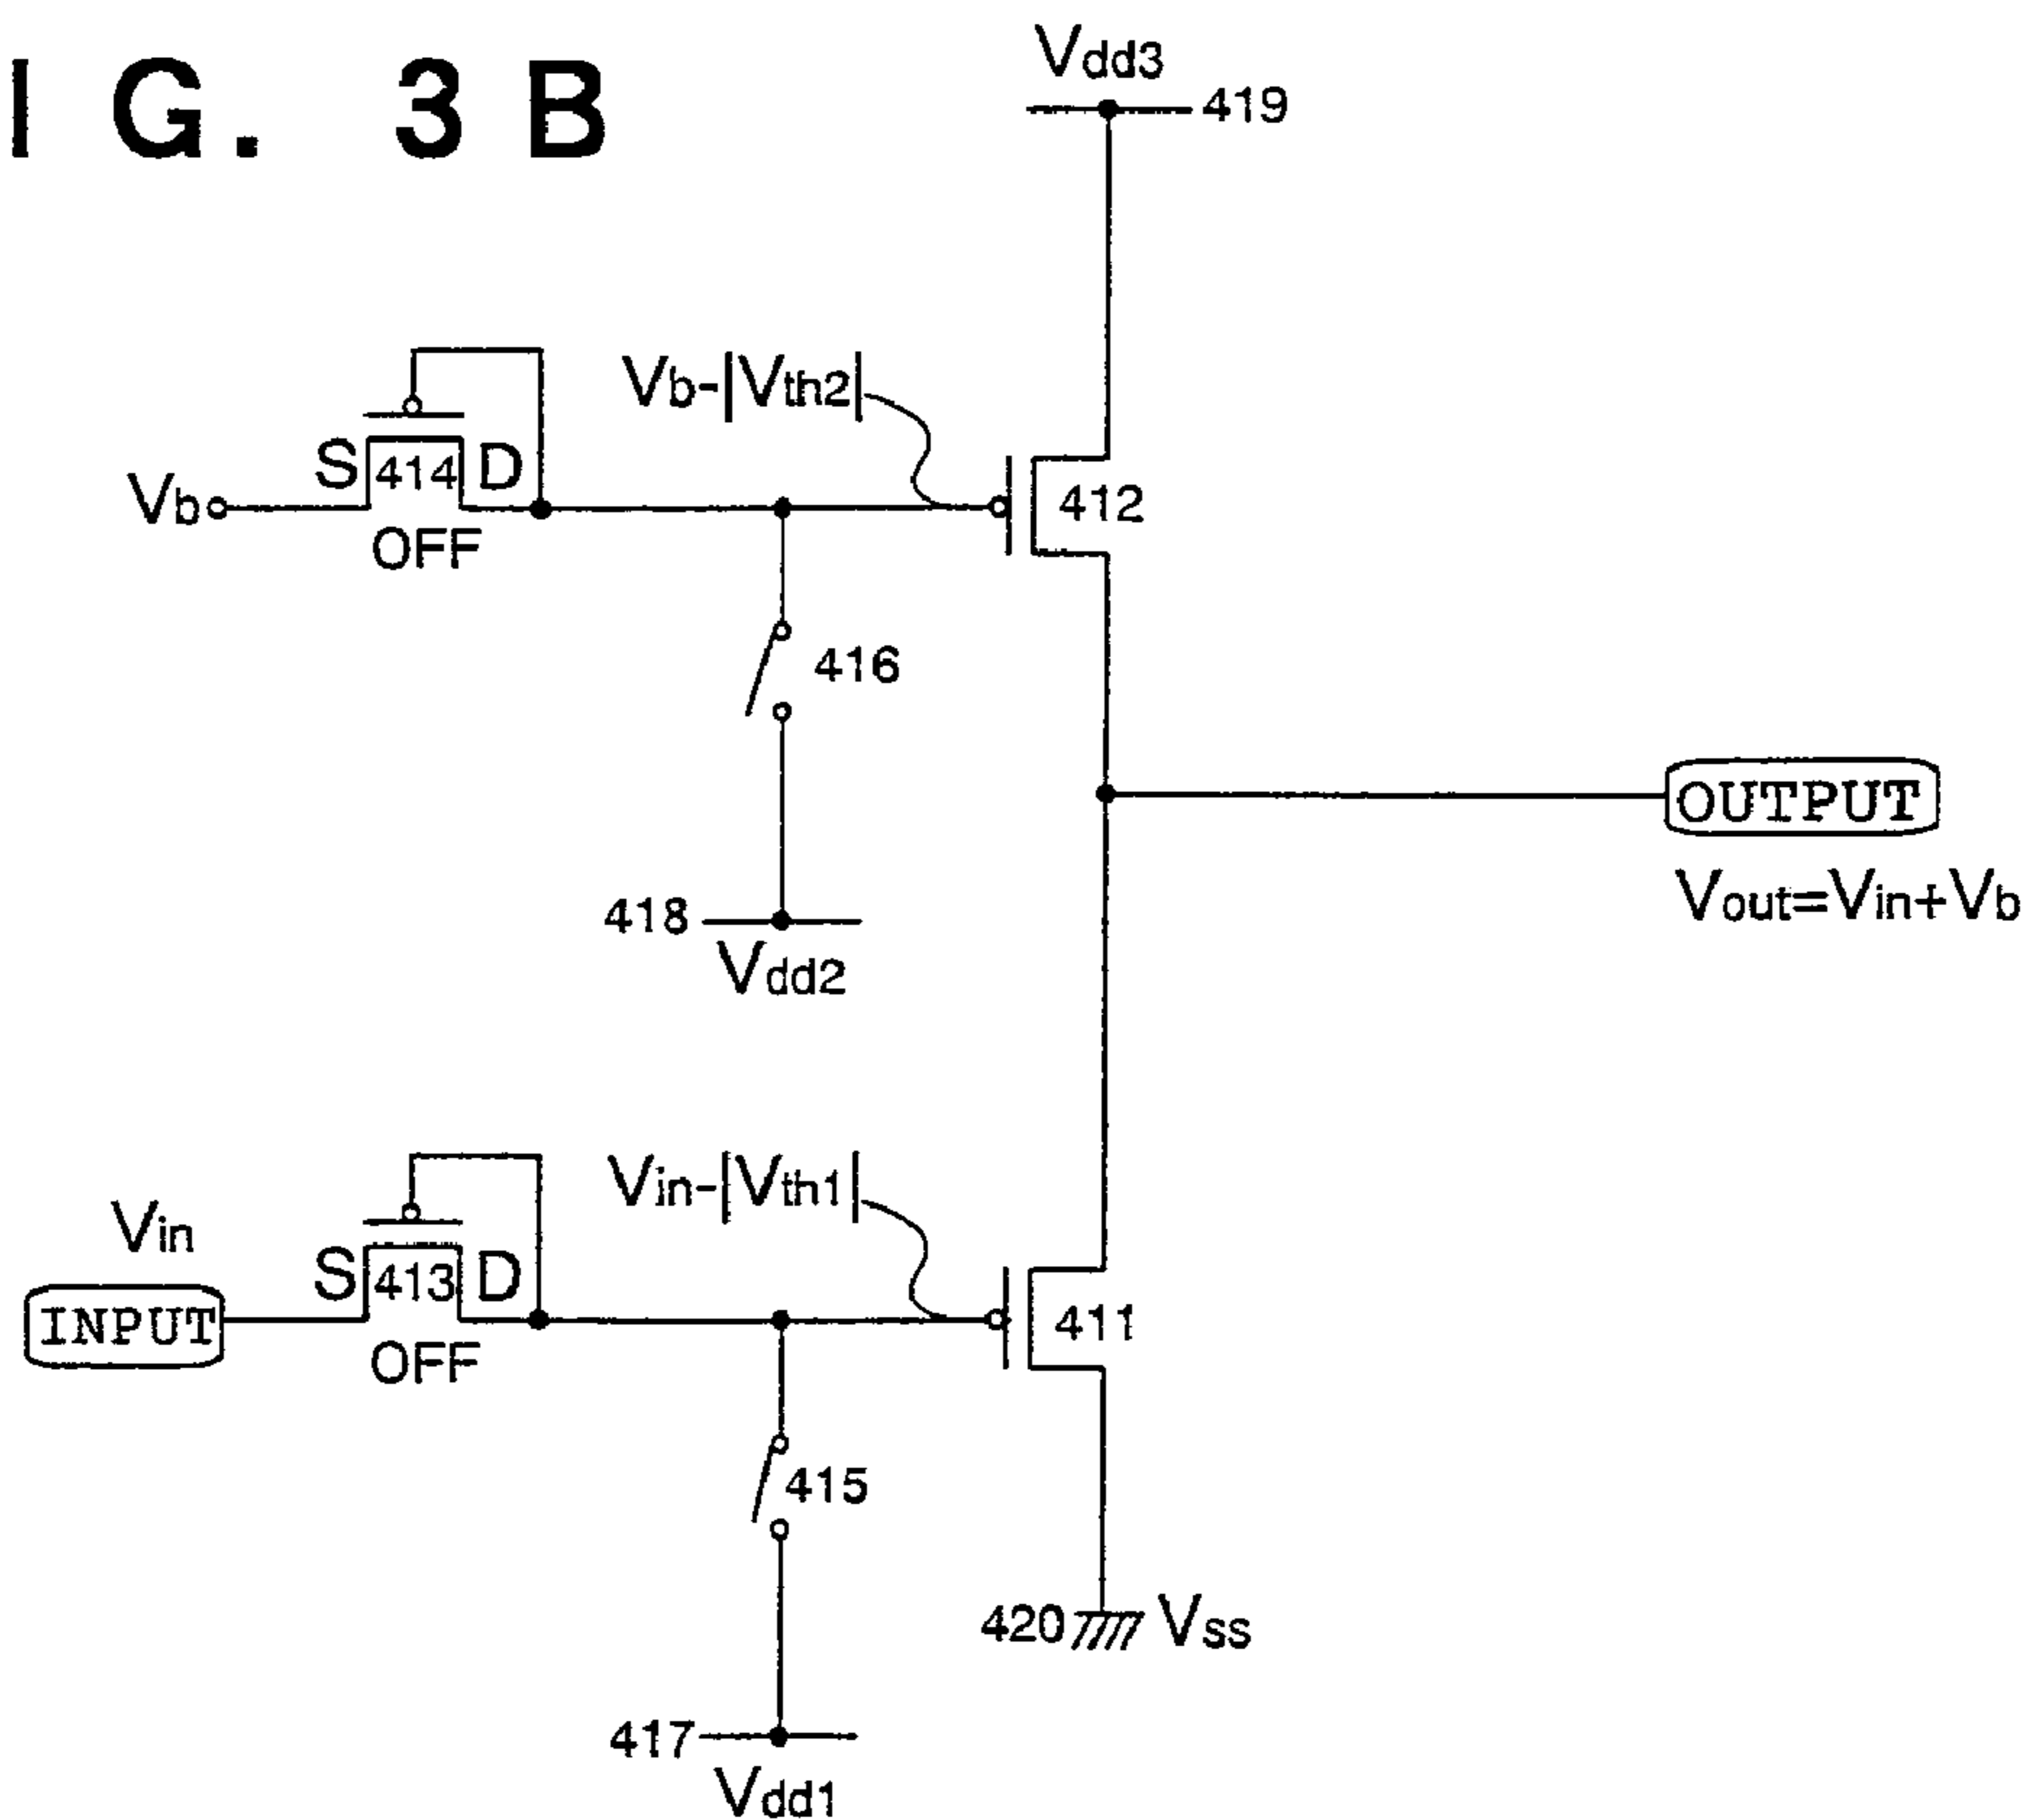 I G. 3 B
Vdd3
419
Vb-|Vth2|
S 414 D
Vb
OFF
412
416
OUTPUT
Vout=Vin+Vb
418
Vdd2
Vin-|Vth1|
Vin
S 413 D
INPUT
OFF
411
415
420 Vss
417
Vdd1